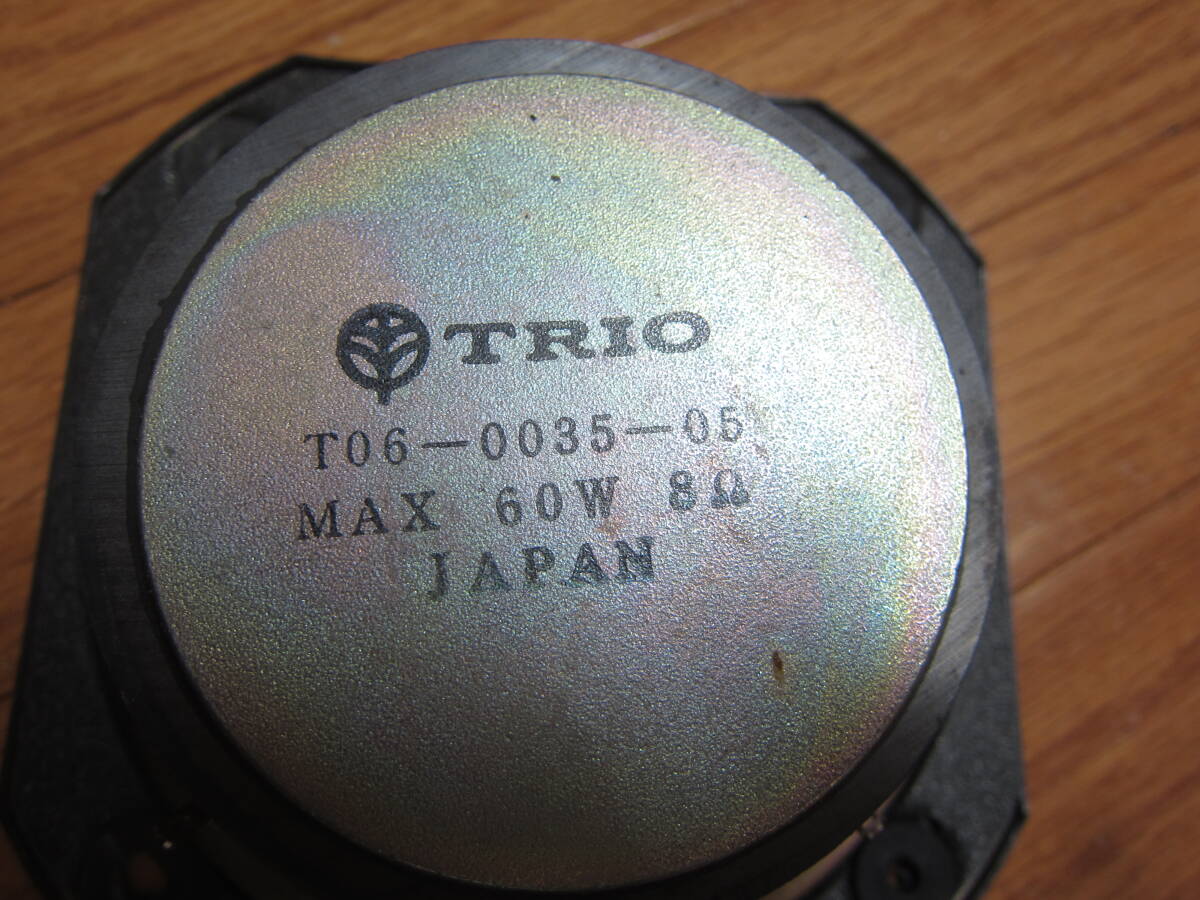 TRIO
T06-0035-05
MAX 60W 8Ω
JAPAN